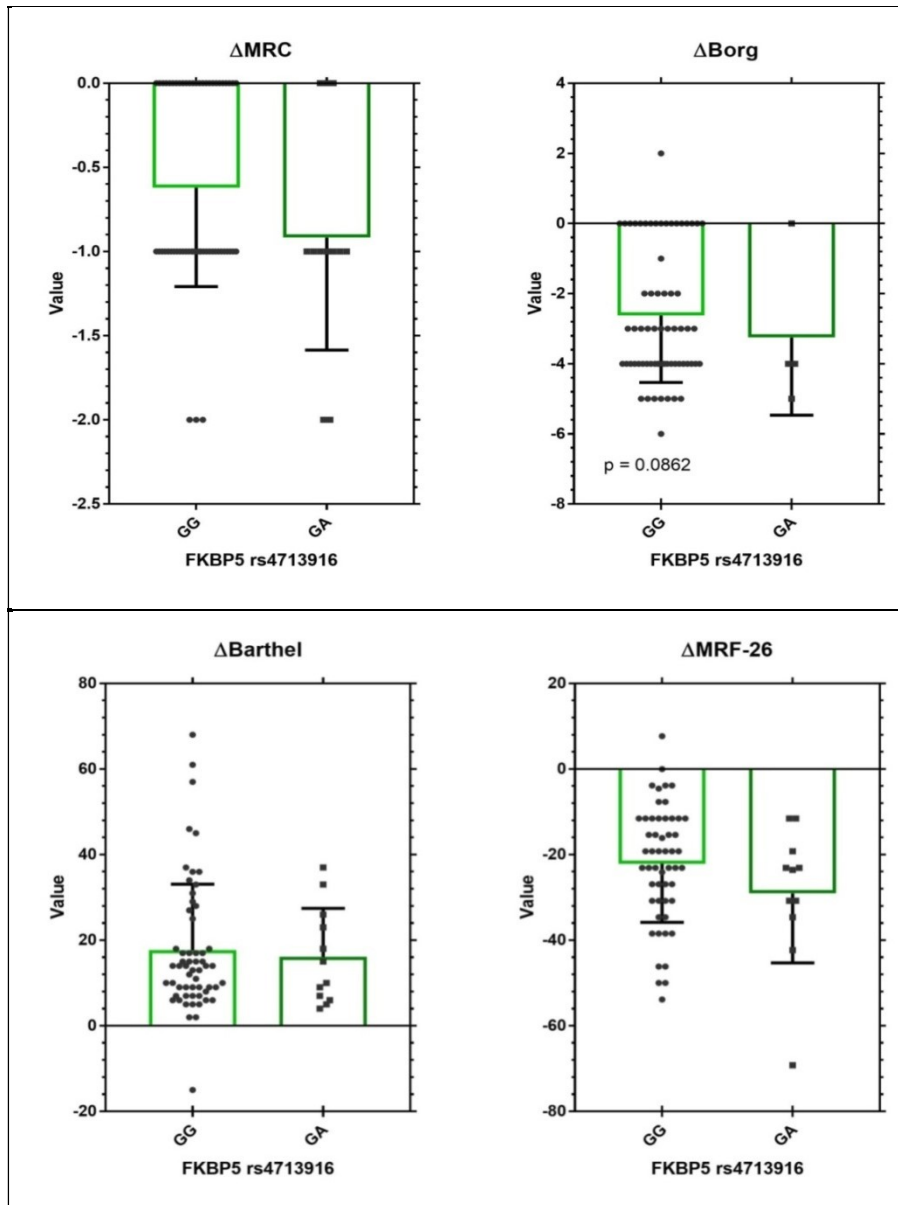 ΔMRC
0.0
-0.5
-1.0
-1.5
-2.0
-2.5
Value
GG
GA
FKBP5 rs4713916
ΔBorg
4
2
0
-2
-4
-6
-8
Value
p = 0.0862
GG
GA
FKBP5 rs4713916
ΔBarthel
80
60
40
20
0
-20
Value
GG
GA
FKBP5 rs4713916
ΔMRF-26
20
0
-20
-40
-60
-80
Value
GG
GA
FKBP5 rs4713916